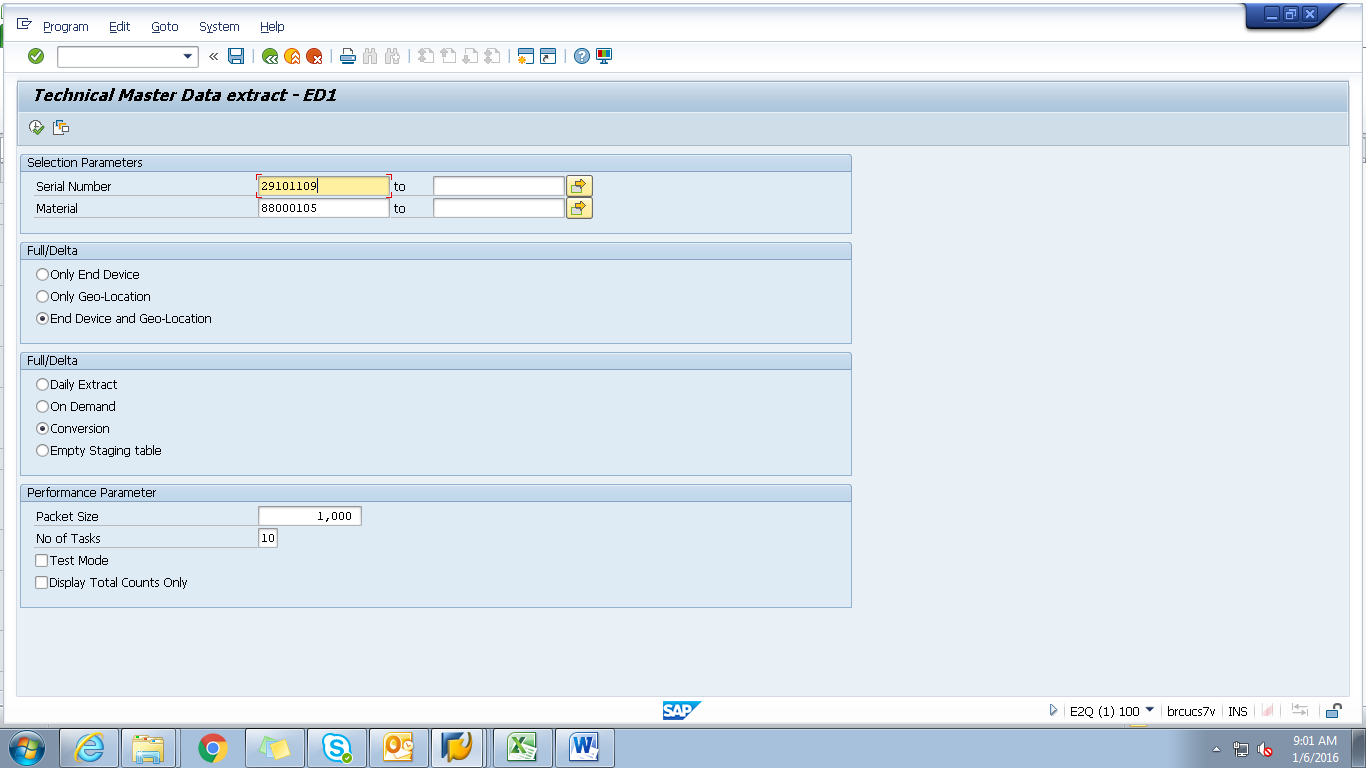 Program Edit Goto System Help
Technical Master Data extract - ED1
Selection Parameters
Serial Number 29101109 to
Material 88000105 to
Full/Delta
Only End Device
Only Geo-Location
End Device and Geo-Location
Full/Delta
Daily Extract
On Demand
Conversion
Empty Staging table
Performance Parameter
Packet Size 1,000
No of Tasks 10
Test Mode
Display Total Counts Only
SAP E2Q (1) 100 brcucs7v INS
9:01 AM
1/6/2016